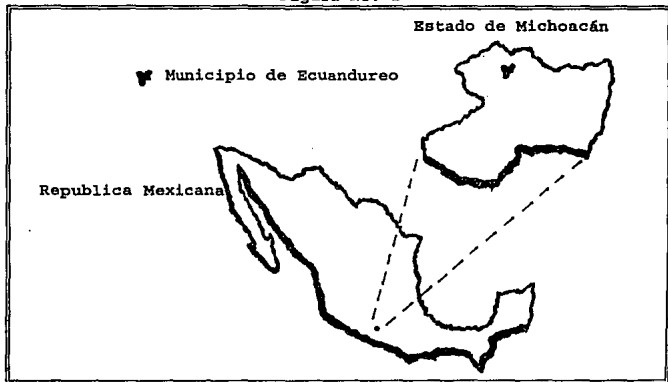 Estado de Michoacán
Municipio de Ecuandureo
Republica Mexicana